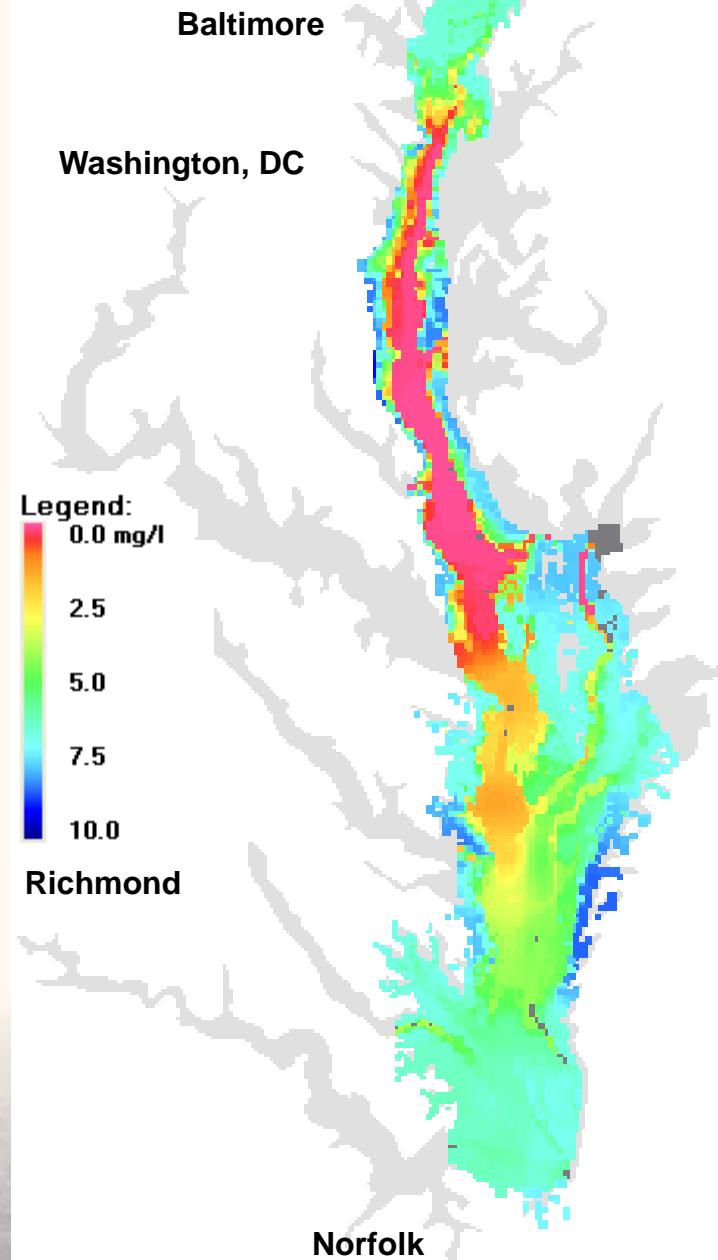 Baltimore
Washington, DC
Legend:
0.0 mg/l
2.5
5.0
7.5
10.0
Richmond
Norfolk